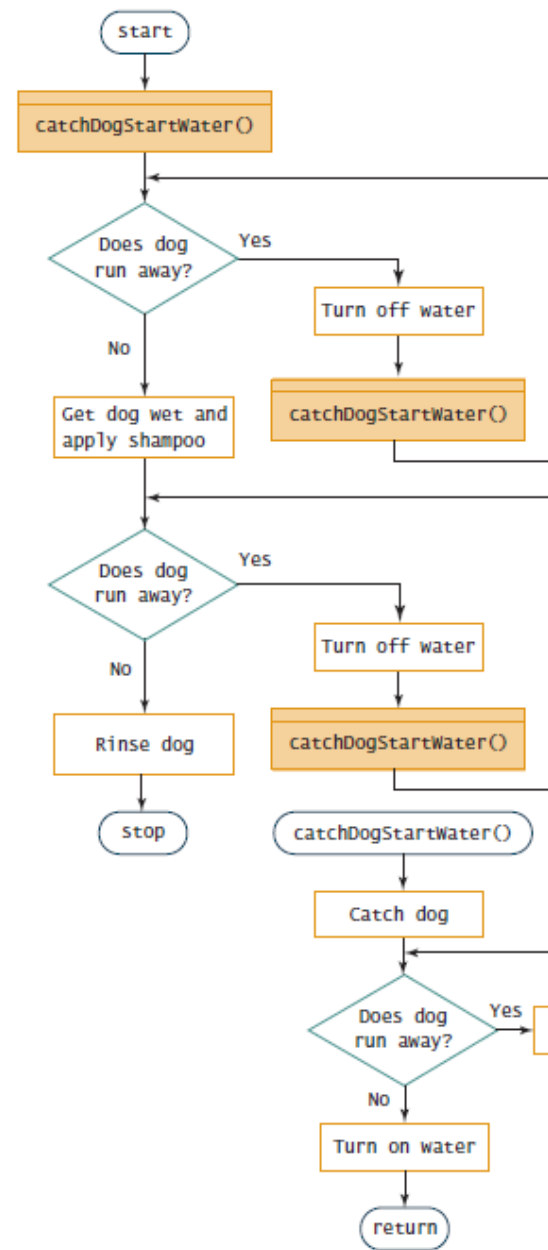 start
catchDogStartWater()
Does dog
run away?
Yes
Turn off water
No
catchDogStartWater()
Get dog wet and
apply shampoo
Does dog
run away?
Yes
Turn off water
No
Rinse dog
catchDogStartWater()
stop
catchDogStartWater()
Catch dog
Does dog
run away?
Yes
No
Turn on water
return